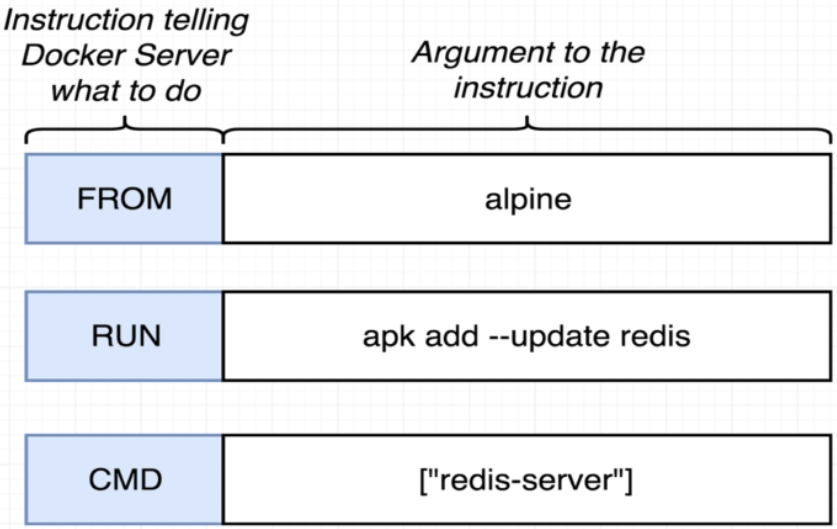 Instruction telling
Docker Server
what to do
Argument to the
instruction
FROM
alpine
RUN
apk add --update redis
CMD
["redis-server"]